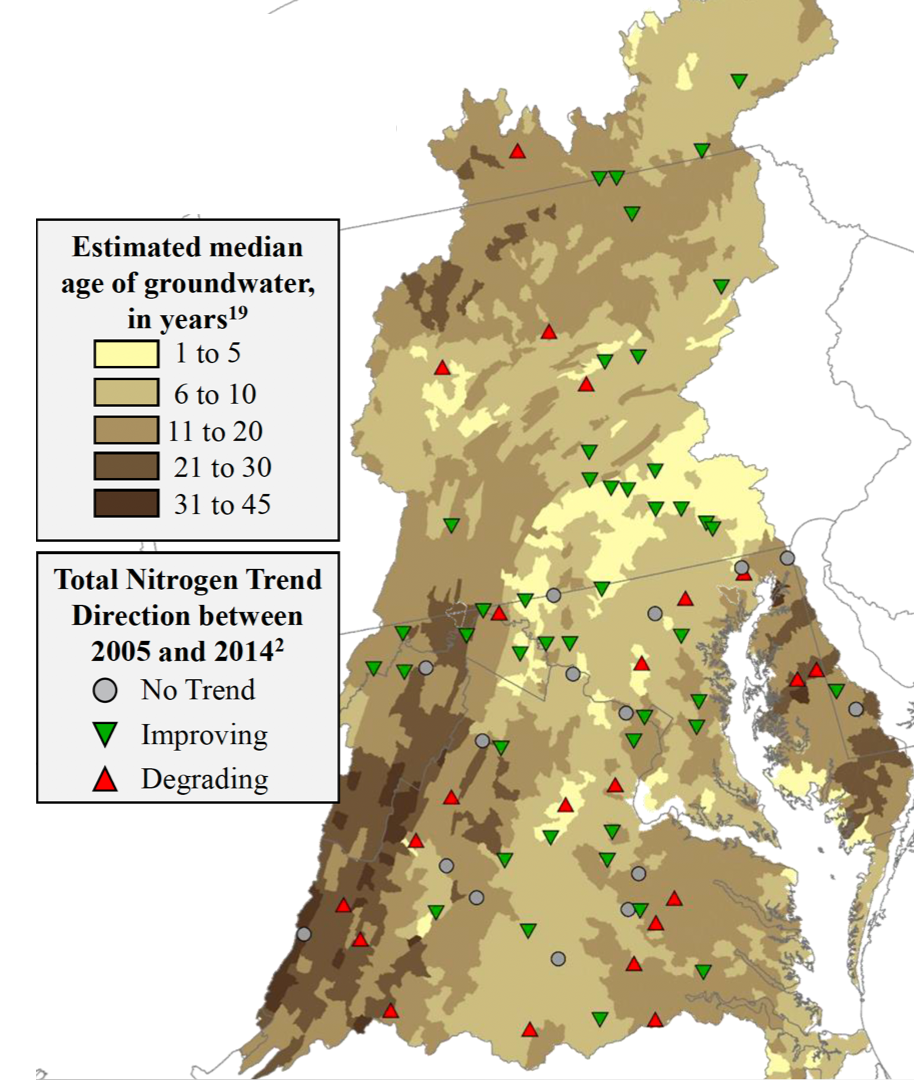 Estimated median
age of groundwater,
in years¹⁹
1 to 5
6 to 10
11 to 20
21 to 30
31 to 45
Total Nitrogen Trend
Direction between
2005 and 2014²
No Trend
Improving
Degrading